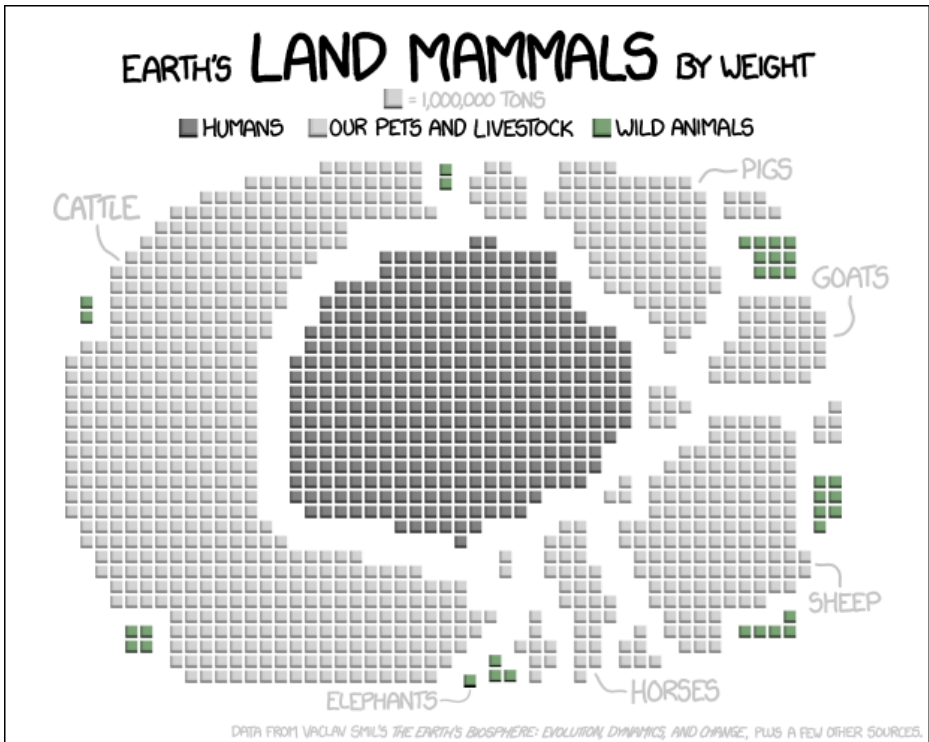 EARTH'S LAND MAMMALS BY WEIGHT
= 1,000,000 TONS
HUMANS OUR PETS AND LIVESTOCK WILD ANIMALS
PIGS
CATTLE
GOATS
SHEEP
HORSES
ELEPHANTS
DATA FROM VACLAV SMIL'S THE EARTH'S BIOSPHERE: EVOLUTION, DYNAMICS, AND CHANGE, PLUS A FEW OTHER SOURCES.